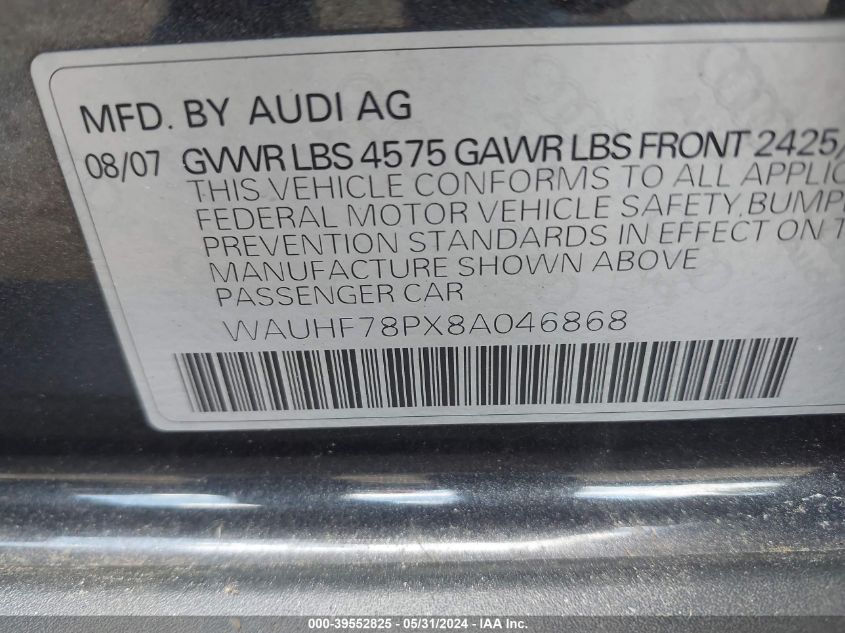 MFD. BY AUDI AG
08/07 GVWR LBS 4575 GAWR LBS FRONT 2425/
THIS VEHICLE CONFORMS TO ALL APPLIC
FEDERAL MOTOR VEHICLE SAFETY, BUMP
PREVENTION STANDARDS IN EFFECT ON T
MANUFACTURE SHOWN ABOVE
PASSENGER CAR
WAUHF78PX8A046868
000-39552825 - 05/31/2024 - IAA Inc.